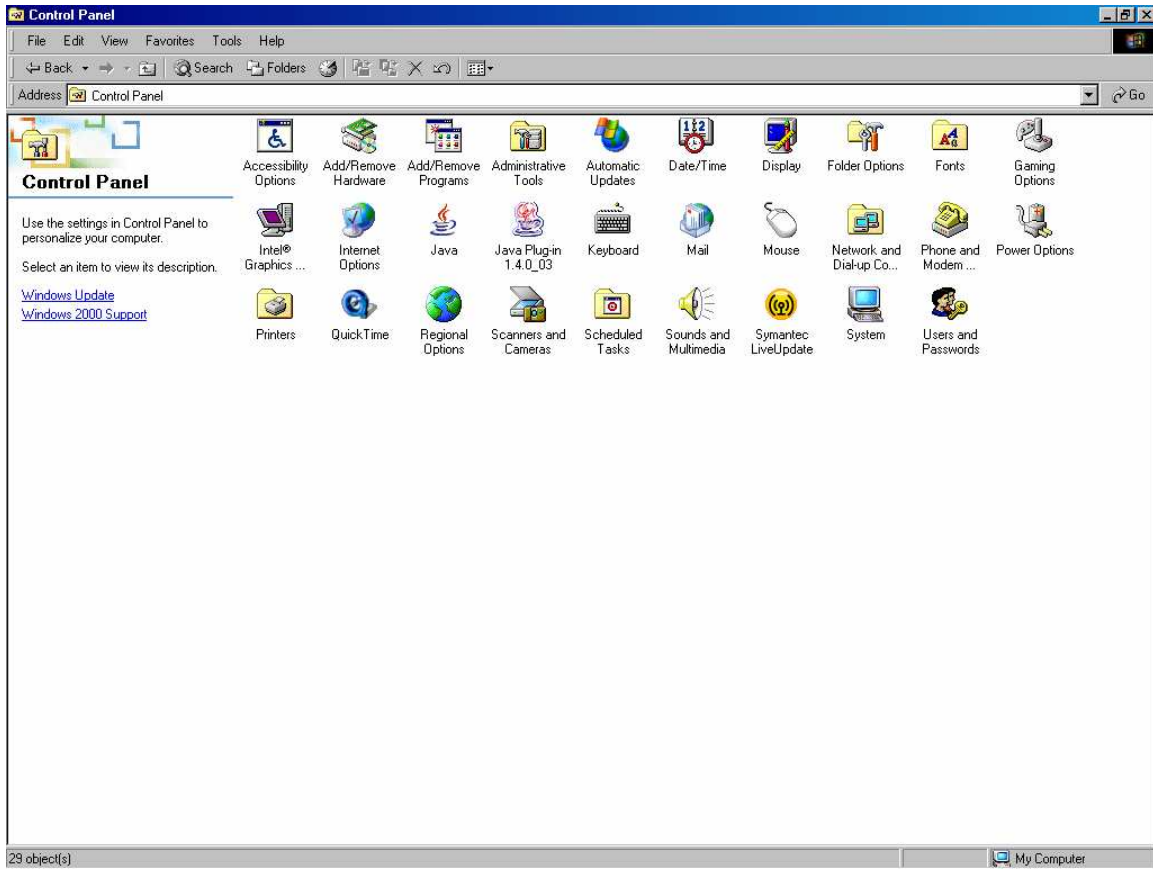 Control Panel
File Edit View Favorites Tools Help
Back Search Folders
Address Control Panel Go
Control Panel
Use the settings in Control Panel to
personalize your computer.
Select an item to view its description.
Windows Update
Windows 2000 Support
Accessibility
Options
Add/Remove
Hardware
Add/Remove
Programs
Administrative
Tools
Automatic
Updates
Date/Time
Display
Folder Options
Fonts
Gaming
Options
Intel®
Graphics ...
Internet
Options
Java
Java Plug-in
1.4.0_03
Keyboard
Mail
Mouse
Network and
Dial-up Co...
Phone and
Modem ...
Power Options
Printers
QuickTime
Regional
Options
Scanners and
Cameras
Scheduled
Tasks
Sounds and
Multimedia
Symantec
LiveUpdate
System
Users and
Passwords
29 object(s)
My Computer